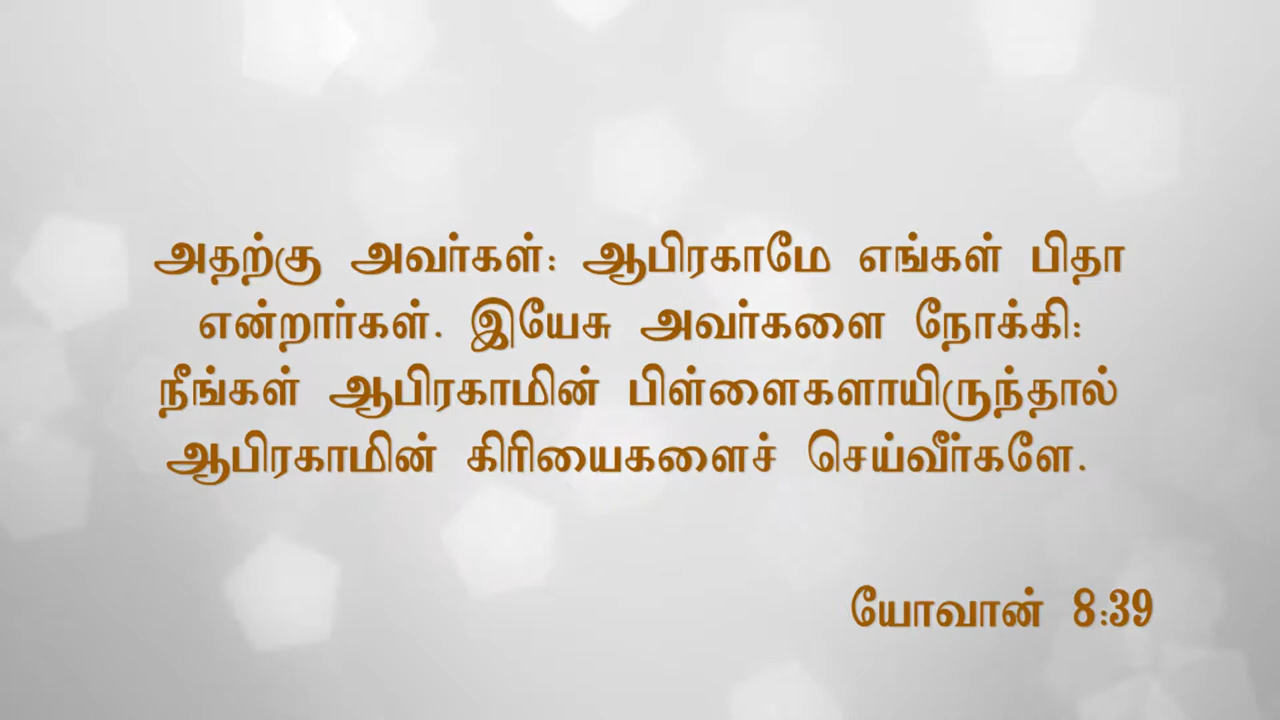 அதற்கு அவர்கள்: ஆபிரகாமே எங்கள் பிதா
என்றார்கள். இயேசு அவர்களை நோக்கி:
நீங்கள் ஆபிரகாமின் பிள்ளைகளாயிருந்தால்
ஆபிரகாமின் கிரியைகளைச் செய்வீர்களே.
யோவான் 8:39